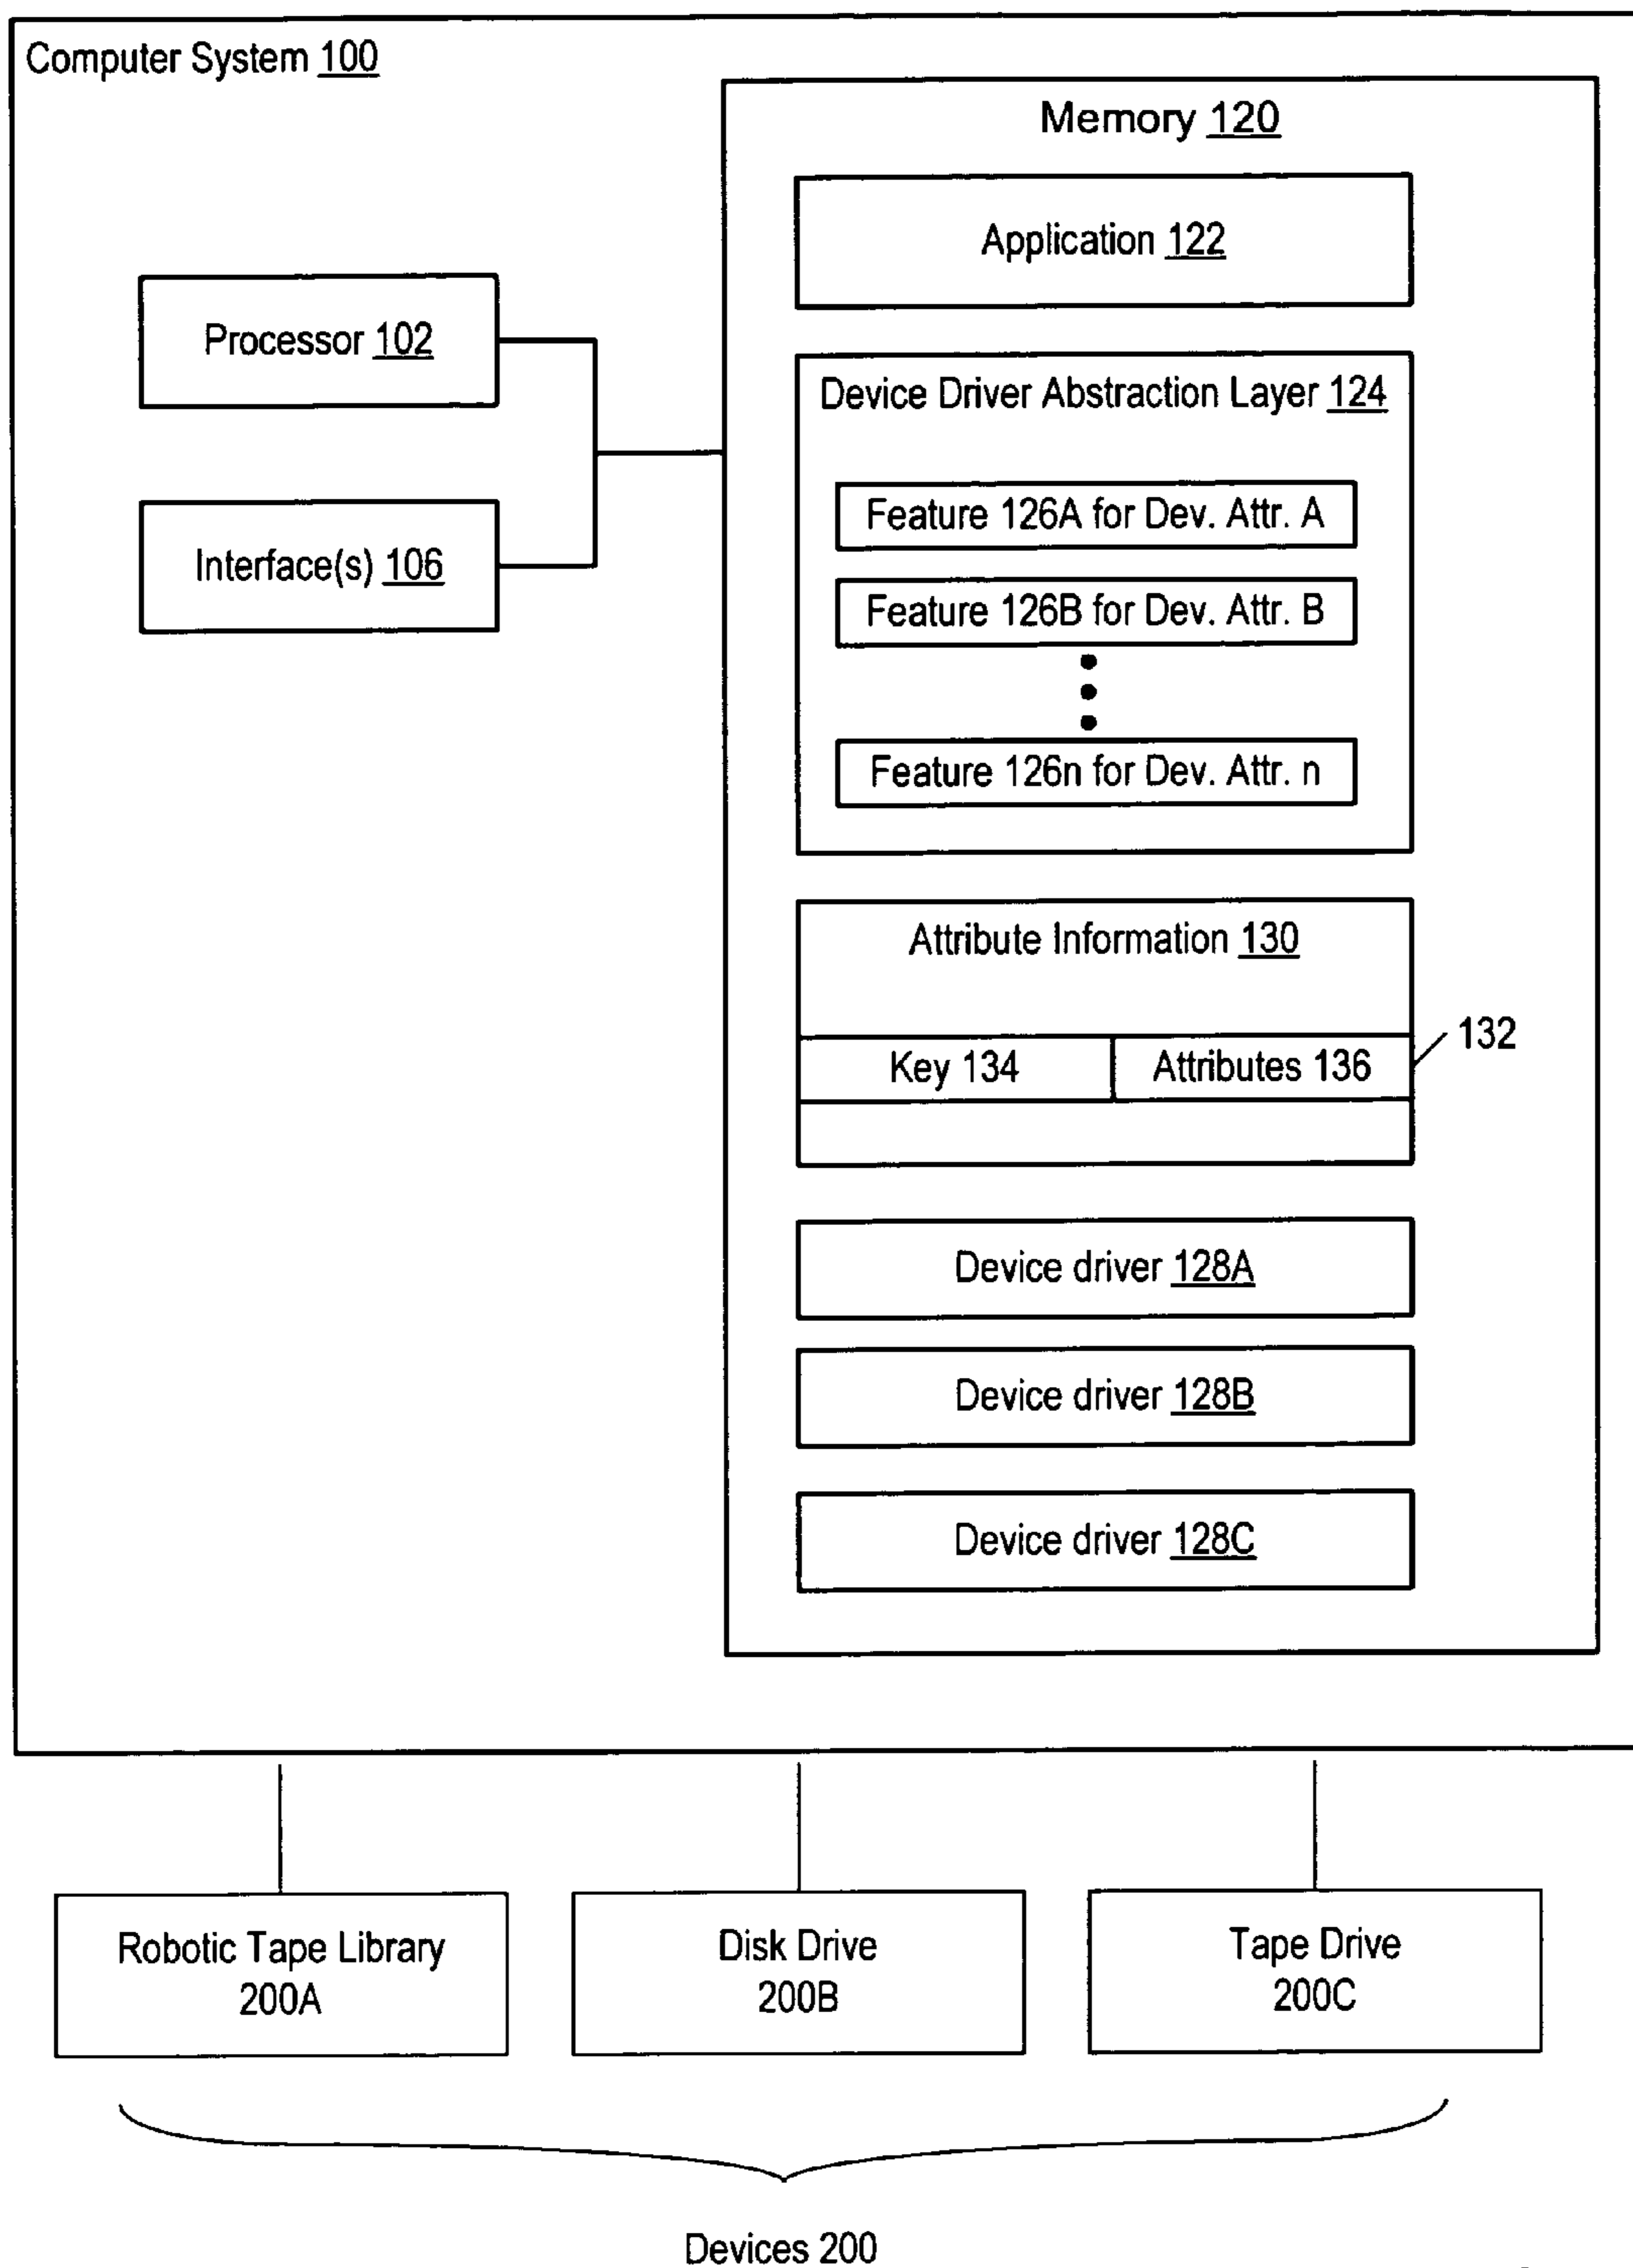 Computer System 100
Memory 120
Application 122
Processor 102
Interface(s) 106
Device Driver Abstraction Layer 124
Feature 126A for Dev. Attr. A
Feature 126B for Dev. Attr. B
Feature 126n for Dev. Attr. n
Attribute Information 130
Key 134
Attributes 136
132
Device driver 128A
Device driver 128B
Device driver 128C
Robotic Tape Library
200A
Disk Drive
200B
Tape Drive
200C
Devices 200